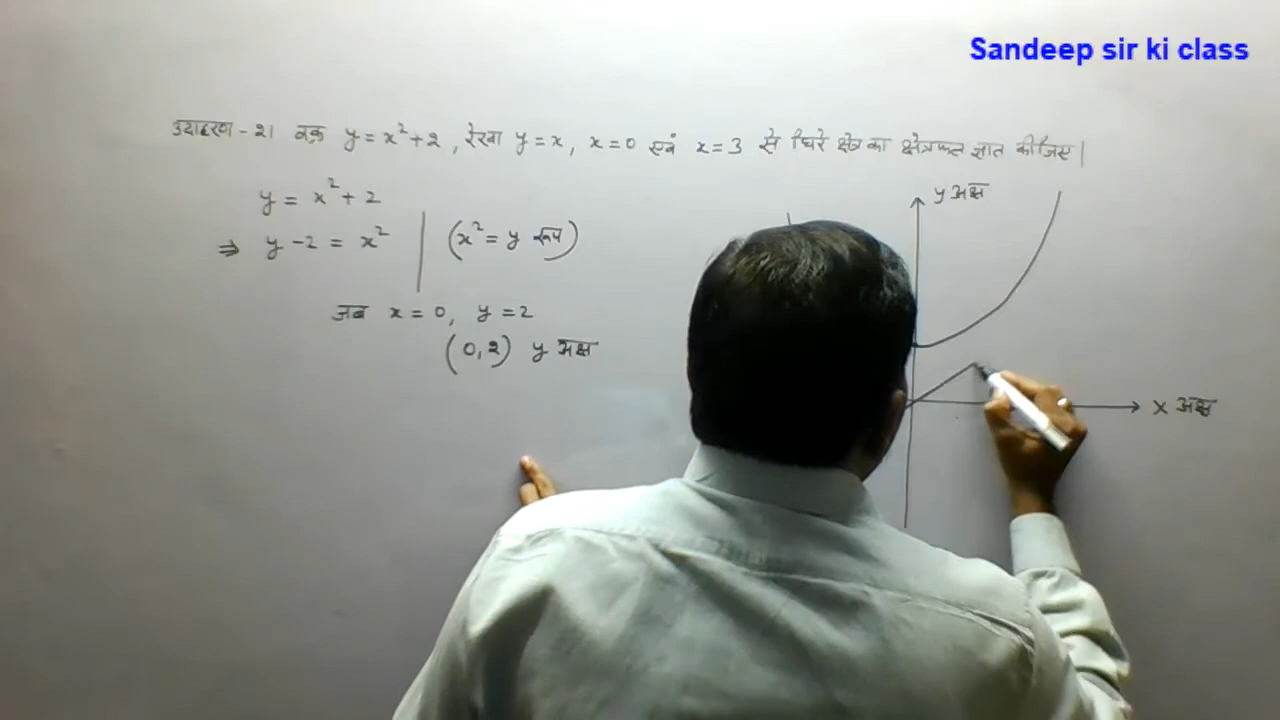 Sandeep sir ki class
उदाहरण - 21 वक्र y = x² + 2, रेखा y = x, x = 0 एवं x = 3 से घिरे क्षेत्र का क्षेत्रफल ज्ञात कीजिए |
y = x² + 2
⇒ y - 2 = x² | (x² = y रूप)
जब x = 0, y = 2
(0, 2) y अक्ष
y अक्ष
x अक्ष